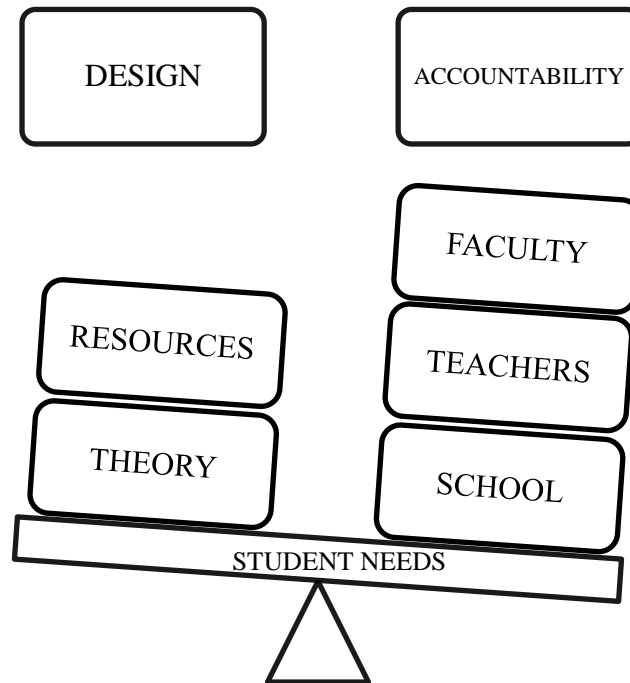 DESIGN
ACCOUNTABILITY
FACULTY
RESOURCES
TEACHERS
THEORY
SCHOOL
STUDENT NEEDS